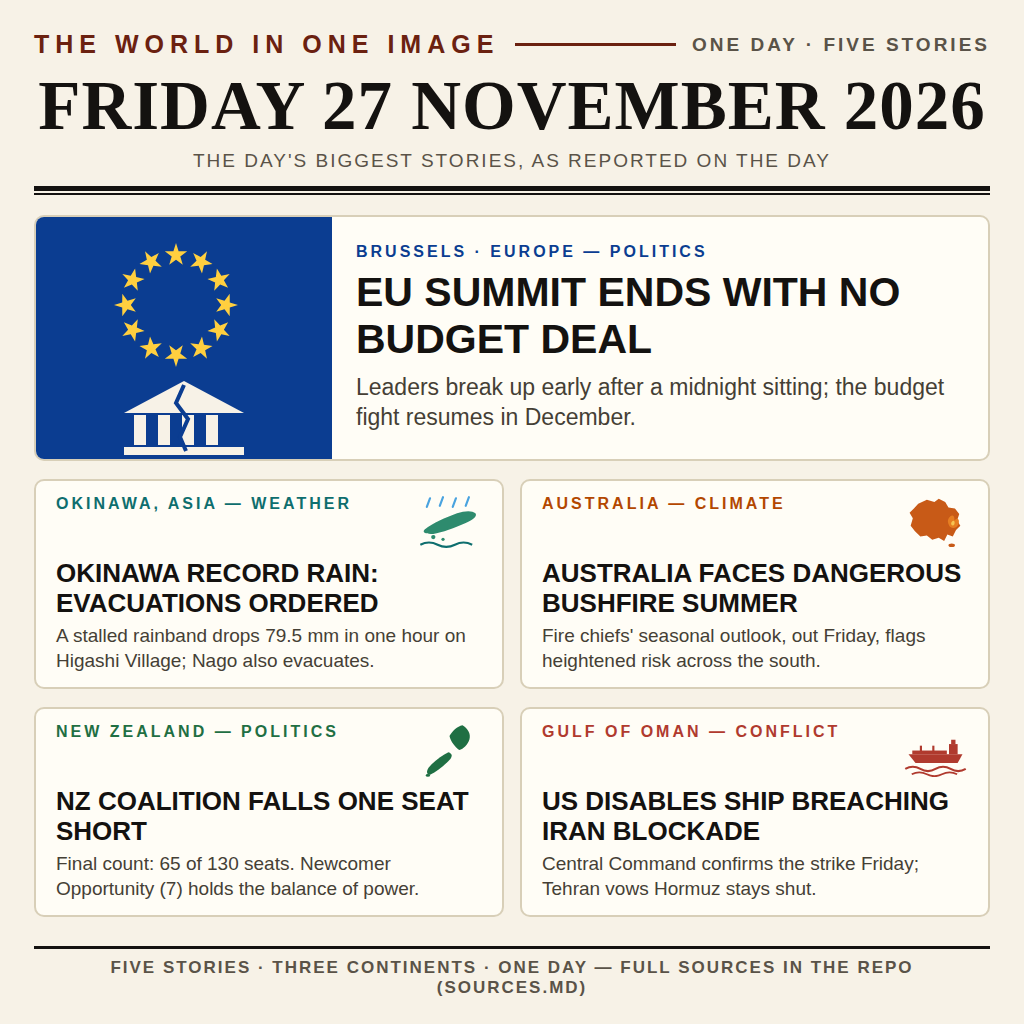 THE WORLD IN ONE IMAGE
ONE DAY · FIVE STORIES
FRIDAY 27 NOVEMBER 2026
THE DAY'S BIGGEST STORIES, AS REPORTED ON THE DAY
BRUSSELS · EUROPE — POLITICS
EU SUMMIT ENDS WITH NO
BUDGET DEAL
Leaders break up early after a midnight sitting; the budget
fight resumes in December.
OKINAWA, ASIA — WEATHER
OKINAWA RECORD RAIN:
EVACUATIONS ORDERED
A stalled rainband drops 79.5 mm in one hour on
Higashi Village; Nago also evacuates.
AUSTRALIA — CLIMATE
AUSTRALIA FACES DANGEROUS
BUSHFIRE SUMMER
Fire chiefs' seasonal outlook, out Friday, flags
heightened risk across the south.
NEW ZEALAND — POLITICS
NZ COALITION FALLS ONE SEAT
SHORT
Final count: 65 of 130 seats. Newcomer
Opportunity (7) holds the balance of power.
GULF OF OMAN — CONFLICT
US DISABLES SHIP BREACHING
IRAN BLOCKADE
Central Command confirms the strike Friday;
Tehran vows Hormuz stays shut.
FIVE STORIES · THREE CONTINENTS · ONE DAY — FULL SOURCES IN THE REPO
(SOURCES.MD)